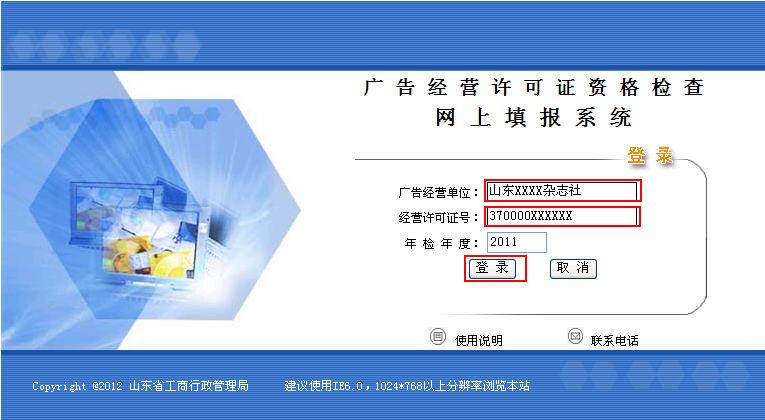 广告经营许可证资格检查
网上填报系统
登 录
广告经营单位： 山东XXXX杂志社
经营许可证号： 370000XXXXXX
年 检 年 度： 2011
登 录 取 消
使用说明 联系电话
Copyright @2012 山东省工商行政管理局 建议使用IE6.0，1024*768以上分辨率浏览本站